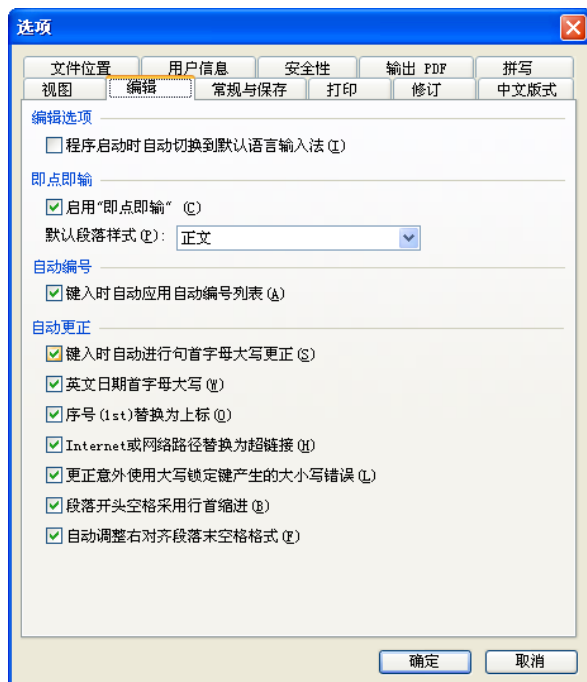 选项
文件位置 用户信息 安全性 输出 PDF 拼写
视图 编辑 常规与保存 打印 修订 中文版式
编辑选项
程序启动时自动切换到默认语言输入法(I)
即点即输
启用"即点即输" (C)
默认段落样式(P): 正文
自动编号
键入时自动应用自动编号列表(A)
自动更正
键入时自动进行句首字母大写更正(S)
英文日期首字母大写(W)
序号(1st)替换为上标(O)
Internet或网络路径替换为超链接(H)
更正意外使用大写锁定键产生的大小写错误(L)
段落开头空格采用行首缩进(B)
自动调整右对齐段落末空格格式(F)
确定 取消